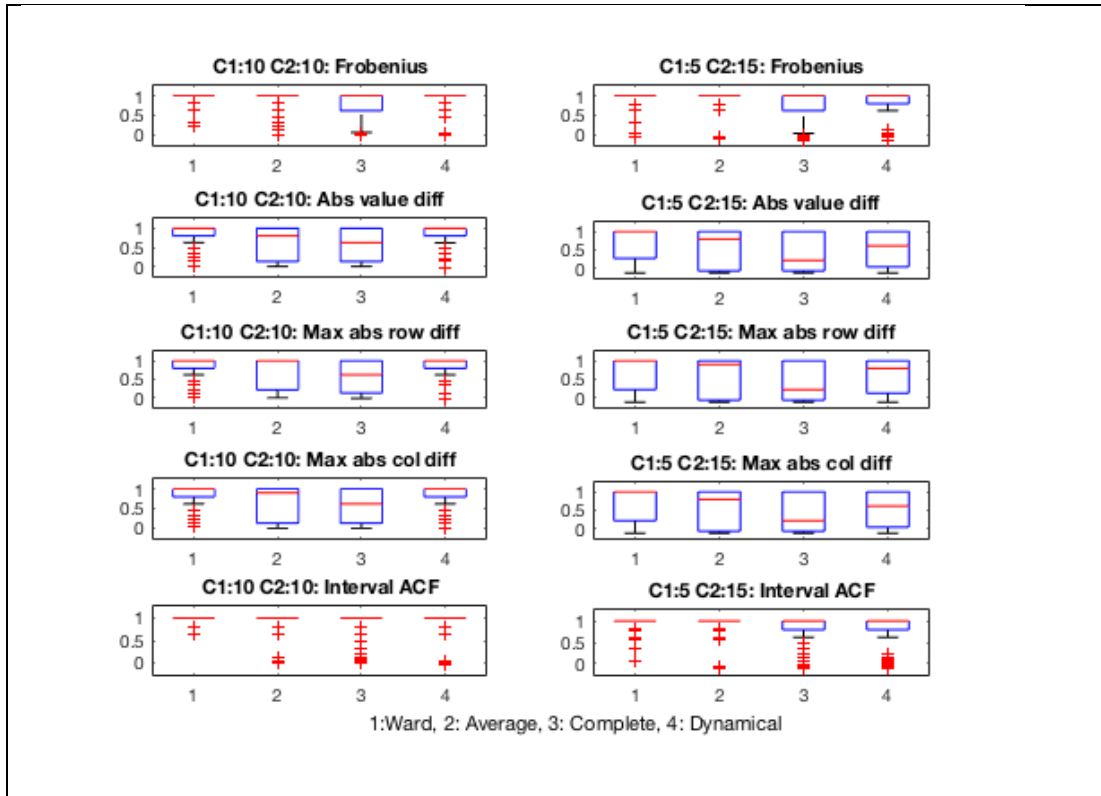 C1:10 C2:10: Frobenius
1
0.5
0
1 2 3 4
C1:5 C2:15: Frobenius
1
0.5
0
1 2 3 4
C1:10 C2:10: Abs value diff
1
0.5
0
1 2 3 4
C1:5 C2:15: Abs value diff
1
0.5
0
1 2 3 4
C1:10 C2:10: Max abs row diff
1
0.5
0
1 2 3 4
C1:5 C2:15: Max abs row diff
1
0.5
0
1 2 3 4
C1:10 C2:10: Max abs col diff
1
0.5
0
1 2 3 4
C1:5 C2:15: Max abs col diff
1
0.5
0
1 2 3 4
C1:10 C2:10: Interval ACF
1
0.5
0
1 2 3 4
C1:5 C2:15: Interval ACF
1
0.5
0
1 2 3 4
1:Ward, 2: Average, 3: Complete, 4: Dynamical